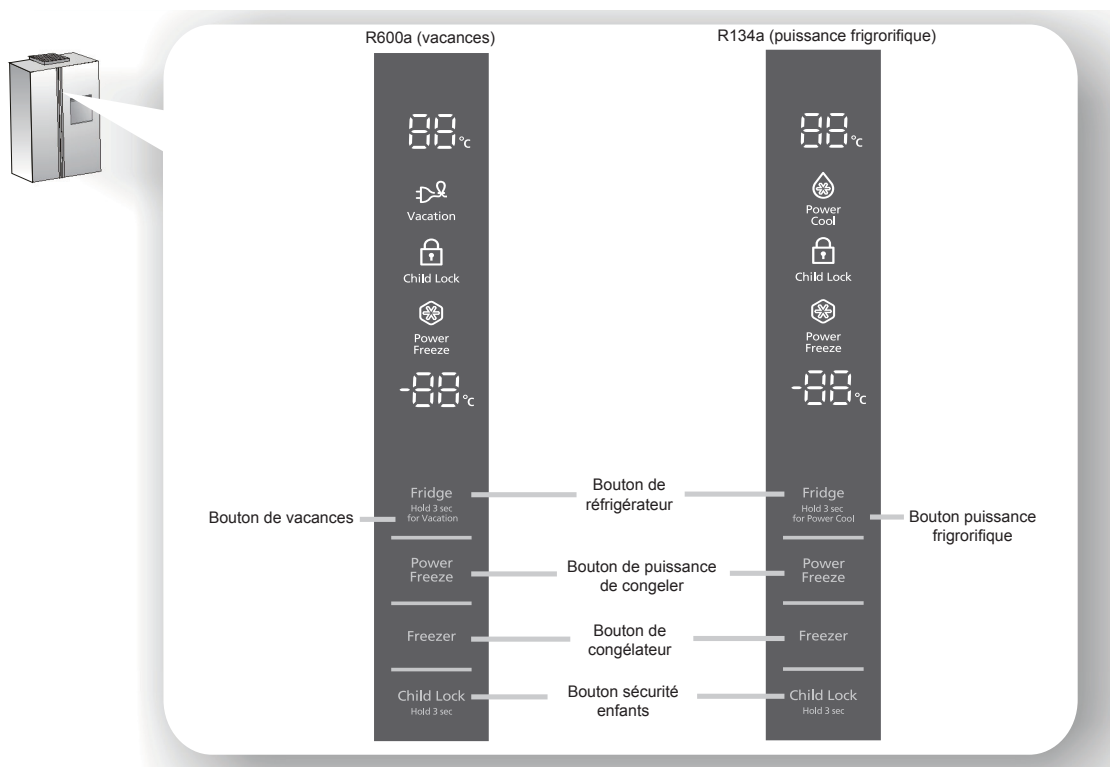 R600a (vacances)
88°C
Vacation
Child Lock
Power
Freeze
-88°C
Fridge
Hold 3 sec
for Vacation
Power
Freeze
Freezer
Child Lock
Hold 3 sec
Bouton de vacances
Bouton de
réfrigérateur
Bouton de puissance
de congeler
Bouton de
congélateur
Bouton sécurité
enfants
R134a (puissance frigrorifique)
88°C
Power
Cool
Child Lock
Power
Freeze
-88°C
Fridge
Hold 3 sec
for Power Cool
Power
Freeze
Freezer
Child Lock
Hold 3 sec
Bouton puissance
frigrorifique